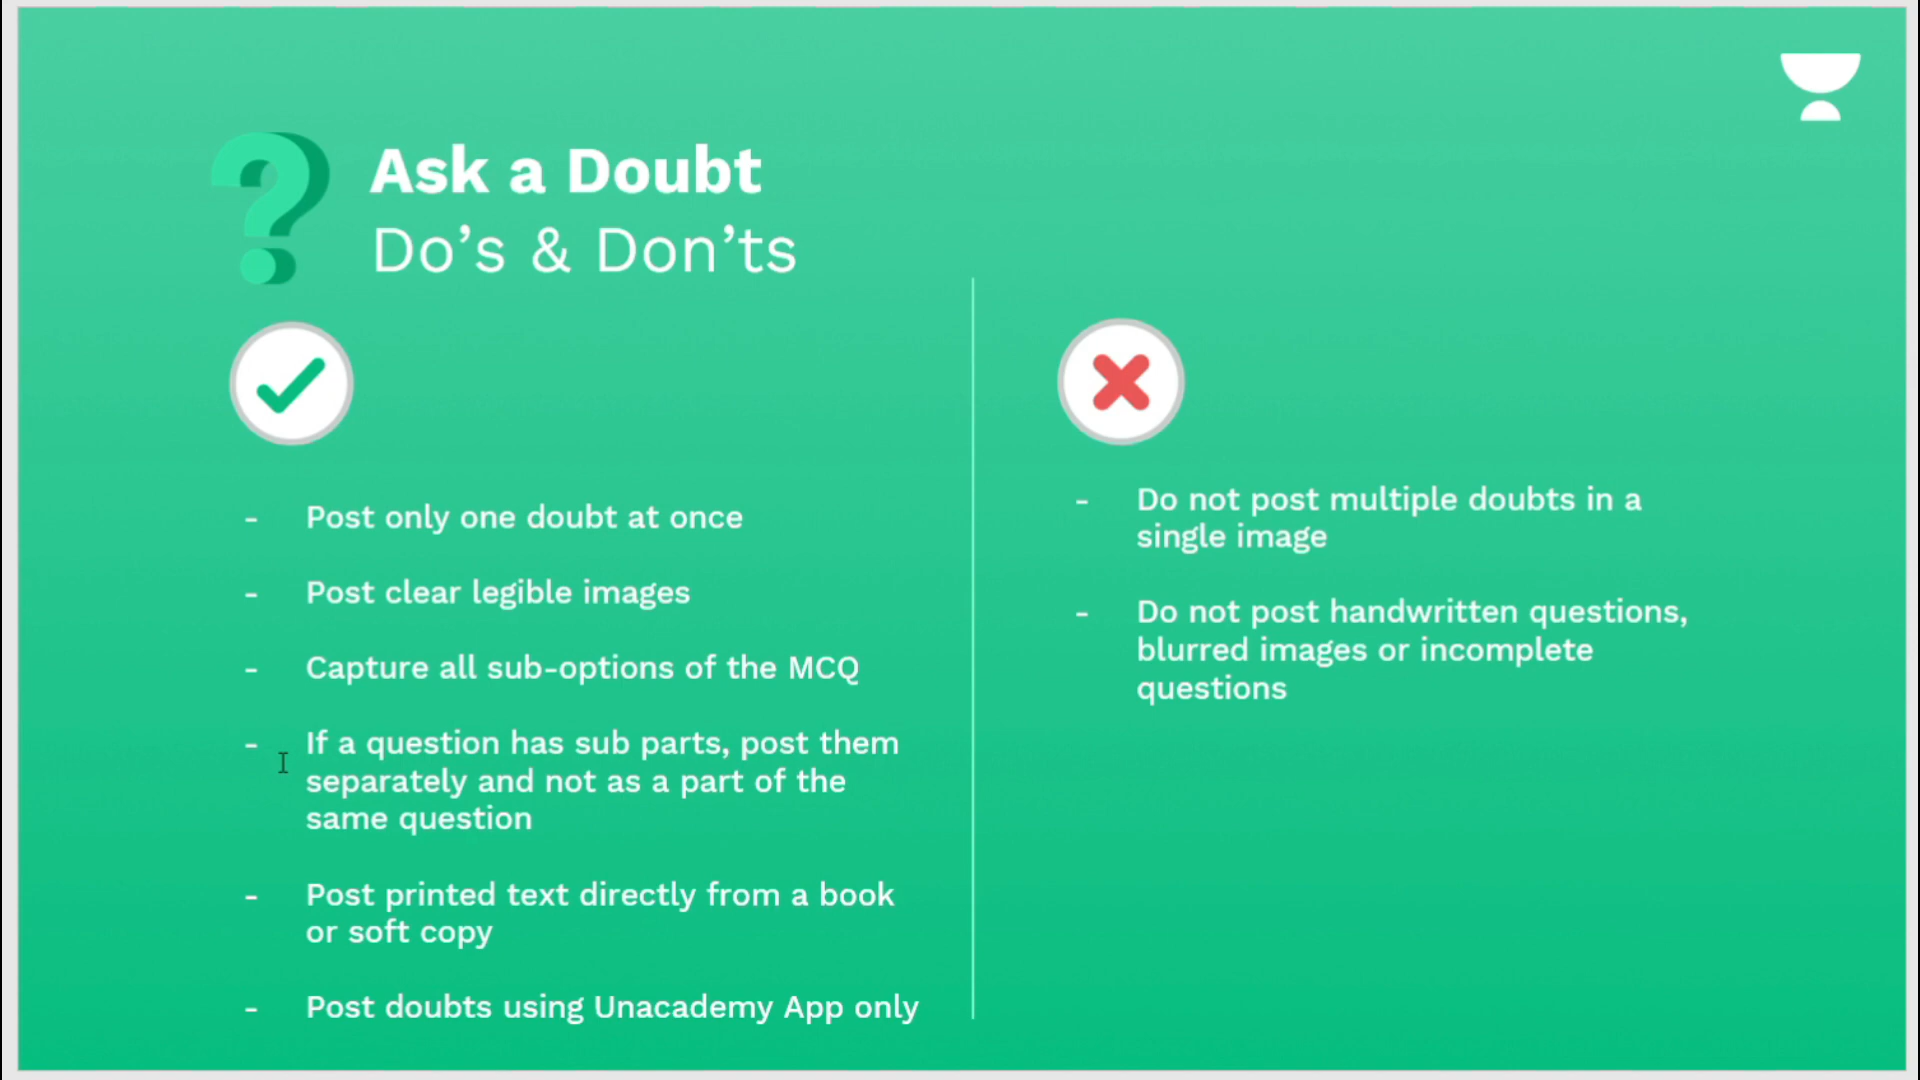 Ask a Doubt
Do’s & Don’ts
- Post only one doubt at once
- Post clear legible images
- Capture all sub-options of the MCQ
- If a question has sub parts, post them
separately and not as a part of the
same question
- Post printed text directly from a book
or soft copy
- Post doubts using Unacademy App only
- Do not post multiple doubts in a
single image
- Do not post handwritten questions,
blurred images or incomplete
questions